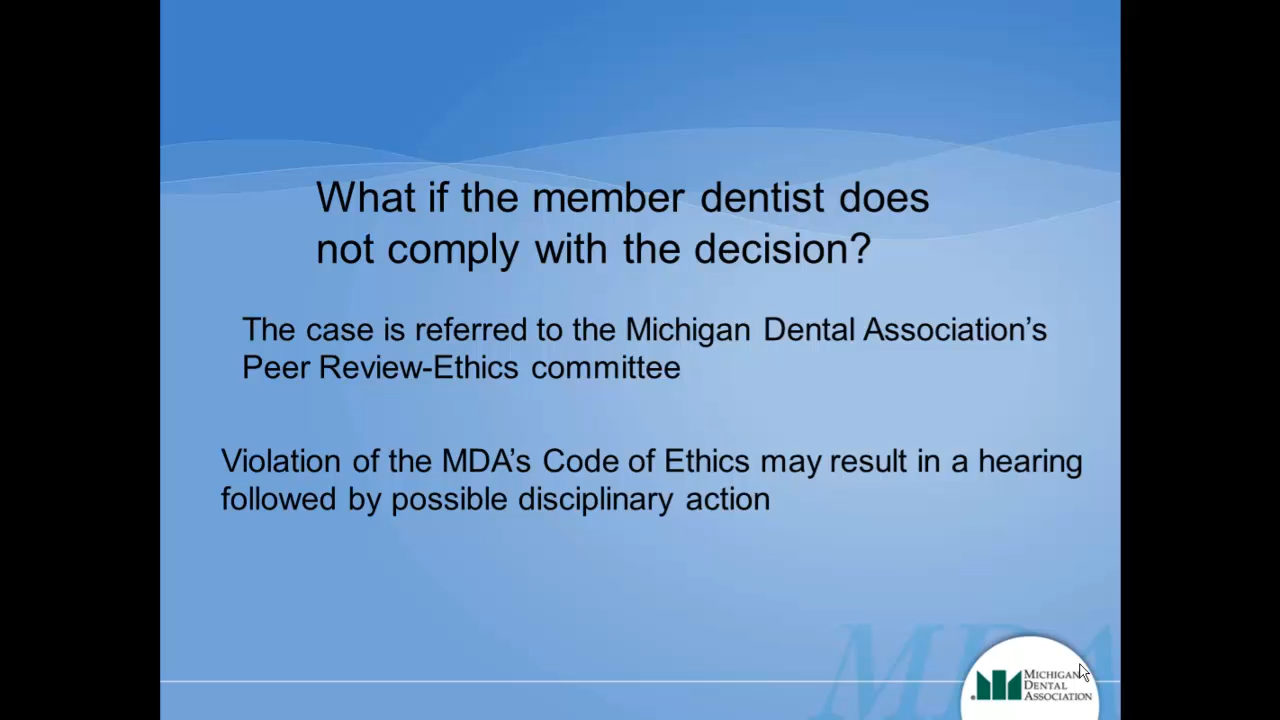 What if the member dentist does
not comply with the decision?
The case is referred to the Michigan Dental Association’s
Peer Review-Ethics committee
Violation of the MDA’s Code of Ethics may result in a hearing
followed by possible disciplinary action
MDA
MICHIGAN
DENTAL
ASSOCIATION